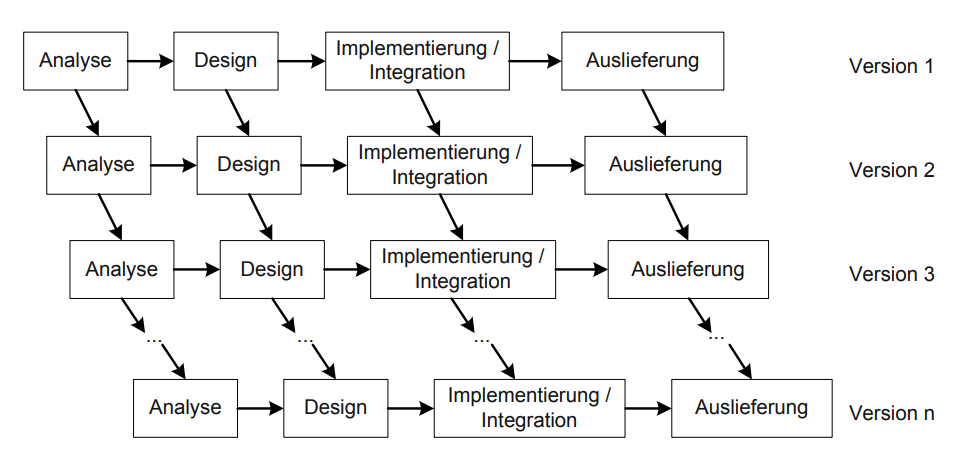 Analyse
Design
Implementierung /
Integration
Auslieferung
Version 1
Analyse
Design
Implementierung /
Integration
Auslieferung
Version 2
Analyse
Design
Implementierung /
Integration
Auslieferung
Version 3
...
...
...
...
Analyse
Design
Implementierung /
Integration
Auslieferung
Version n